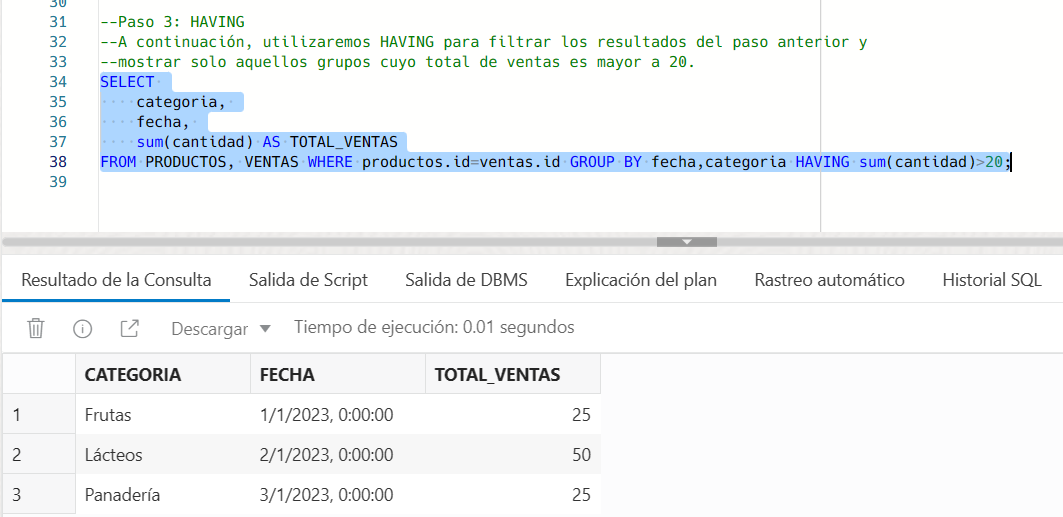 30
31 --Paso 3: HAVING
32 --A continuación, utilizaremos HAVING para filtrar los resultados del paso anterior y
33 --mostrar solo aquellos grupos cuyo total de ventas es mayor a 20.
34 SELECT
35 categoria,
36 fecha,
37 sum(cantidad) AS TOTAL_VENTAS
38 FROM PRODUCTOS, VENTAS WHERE productos.id=ventas.id GROUP BY fecha,categoria HAVING sum(cantidad)>20;
39
Resultado de la Consulta Salida de Script Salida de DBMS Explicación del plan Rastreo automático Historial SQL
Descargar Tiempo de ejecución: 0.01 segundos
CATEGORIA FECHA TOTAL_VENTAS
1 Frutas 1/1/2023, 0:00:00 25
2 Lácteos 2/1/2023, 0:00:00 50
3 Panadería 3/1/2023, 0:00:00 25